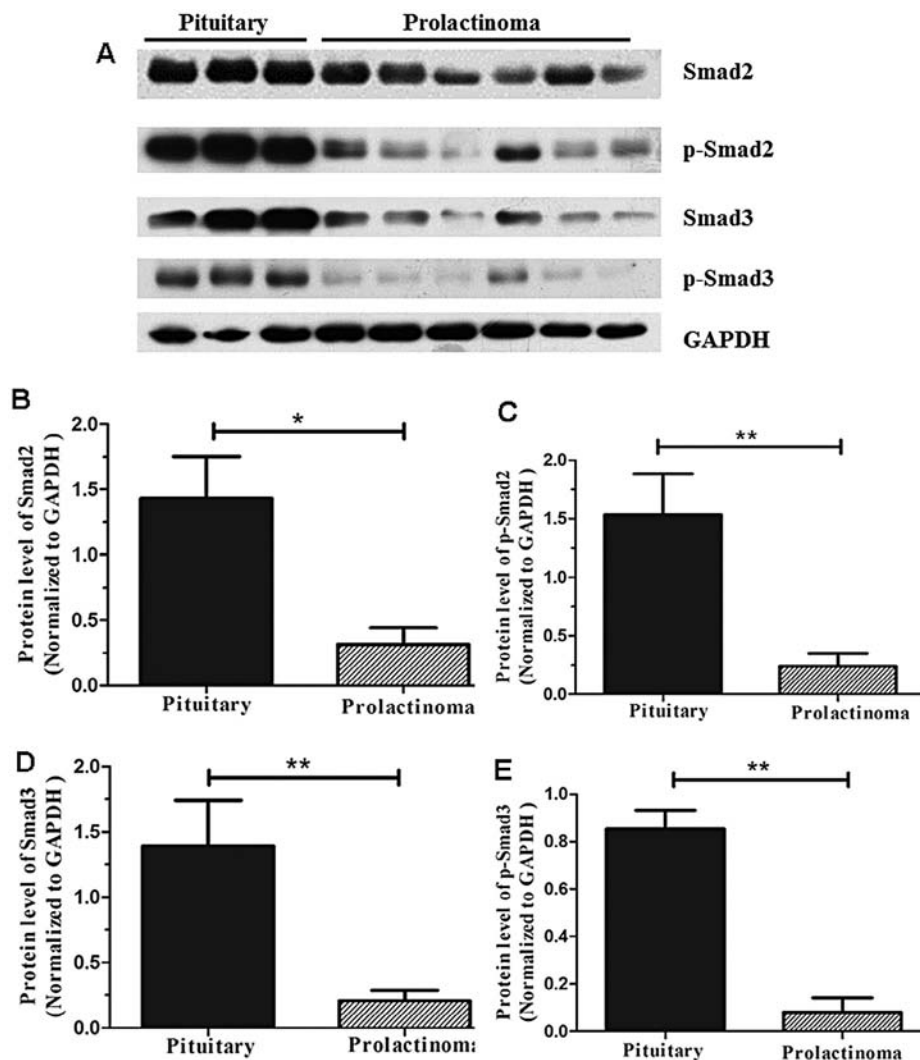 Pituitary Prolactinoma
A
Smad2
p-Smad2
Smad3
p-Smad3
GAPDH
B
Protein level of Smad2
(Normalized to GAPDH )
2.0
1.5
1.0
0.5
0.0
*
Pituitary Prolactinoma
C
Protein level of p-Smad2
(Normalized to GAPDH )
2.0
1.5
1.0
0.5
0.0
**
Pituitary Prolactinoma
D
Protein level of Smad3
(Normalized to GAPDH )
2.0
1.5
1.0
0.5
0.0
**
Pituitary Prolactinoma
E
Protein level of p-Smad3
(Normalized to GAPDH )
1.0
0.8
0.6
0.4
0.2
0.0
**
Pituitary Prolactinoma